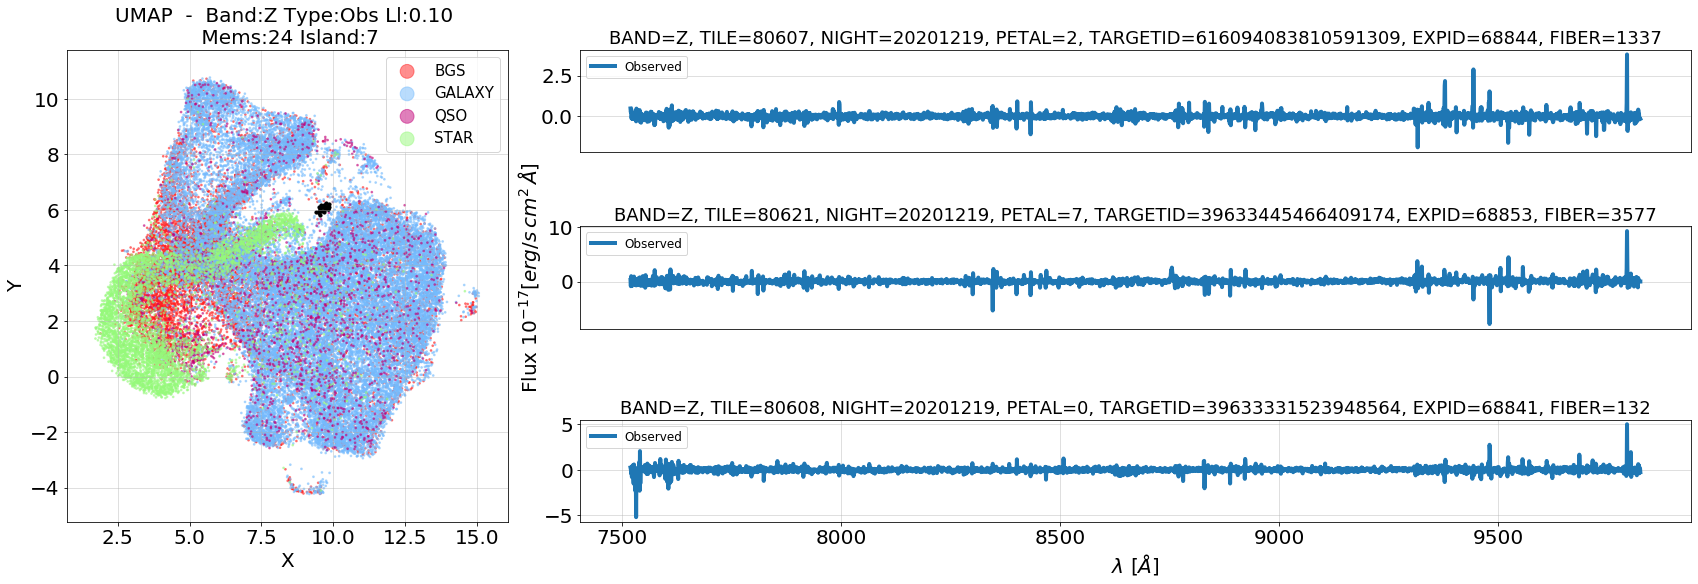 UMAP  -  Band:Z Type:Obs Ll:0.10
Mems:24 Island:7
BGS
GALAXY
QSO
STAR
10
8
6
4
2
0
−2
−4
Y
2.5
5.0
7.5
10.0
12.5
15.0
X
Flux 10⁻¹⁷[erg/s cm² Å]
BAND=Z, TILE=80607, NIGHT=20201219, PETAL=2, TARGETID=616094083810591309, EXPID=68844, FIBER=1337
Observed
2.5
0.0
BAND=Z, TILE=80621, NIGHT=20201219, PETAL=7, TARGETID=39633445466409174, EXPID=68853, FIBER=3577
Observed
10
0
BAND=Z, TILE=80608, NIGHT=20201219, PETAL=0, TARGETID=39633331523948564, EXPID=68841, FIBER=132
Observed
5
0
−5
7500
8000
8500
9000
9500
λ [Å]